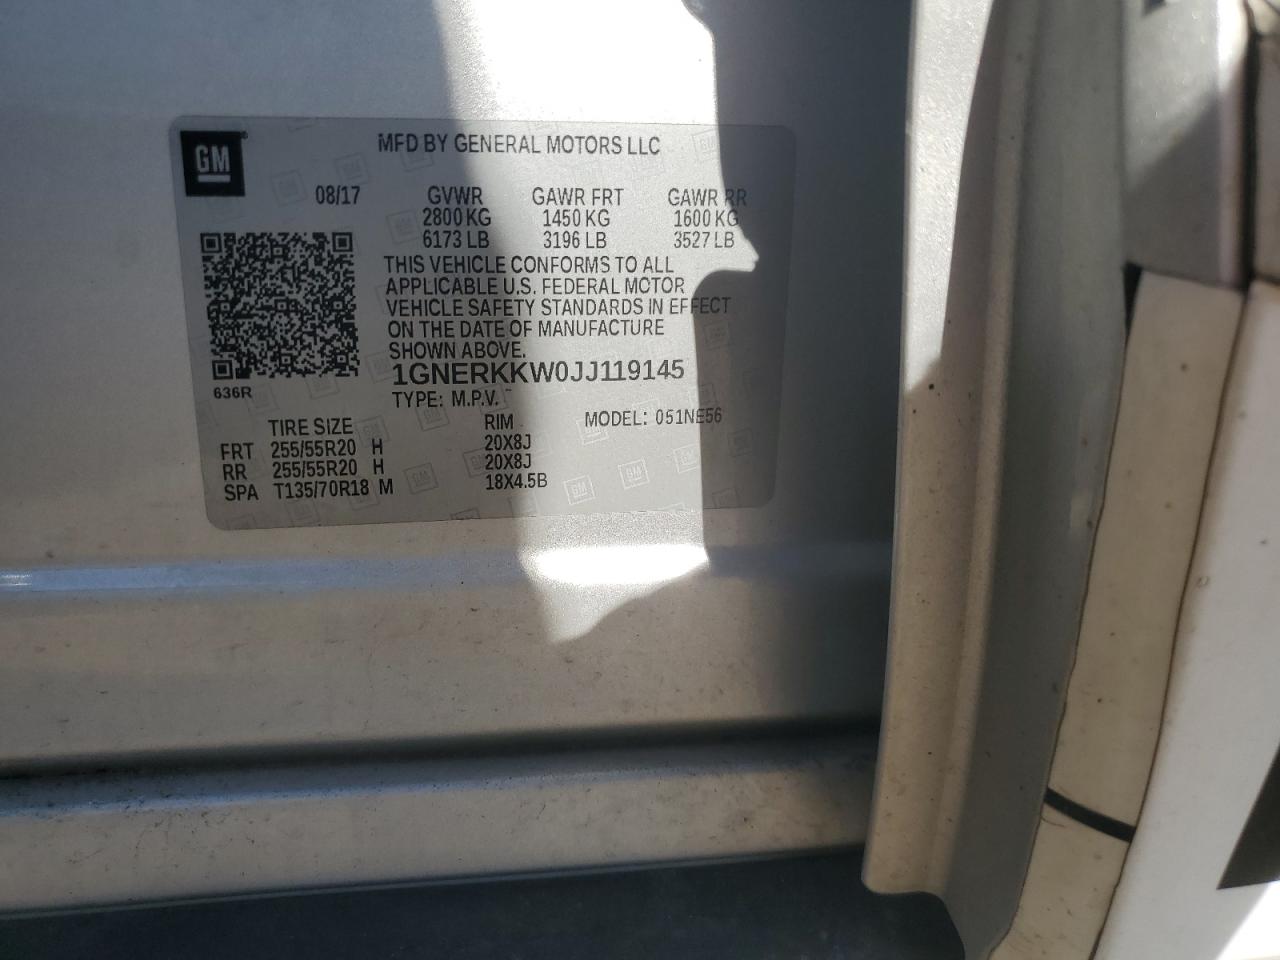 GM
MFD BY GENERAL MOTORS LLC
08/17 GVWR GAWR FRT GAWR RR
2800 KG 1450 KG 1600 KG
6173 LB 3196 LB 3527 LB
THIS VEHICLE CONFORMS TO ALL
APPLICABLE U.S. FEDERAL MOTOR
VEHICLE SAFETY STANDARDS IN EFFECT
ON THE DATE OF MANUFACTURE
SHOWN ABOVE.
1GNERKKW0JJ119145
636R
TYPE: M.P.V.
TIRE SIZE RIM MODEL: 051NE56
FRT 255/55R20 H 20X8J
RR 255/55R20 H 20X8J
SPA T135/70R18 M 18X4.5B